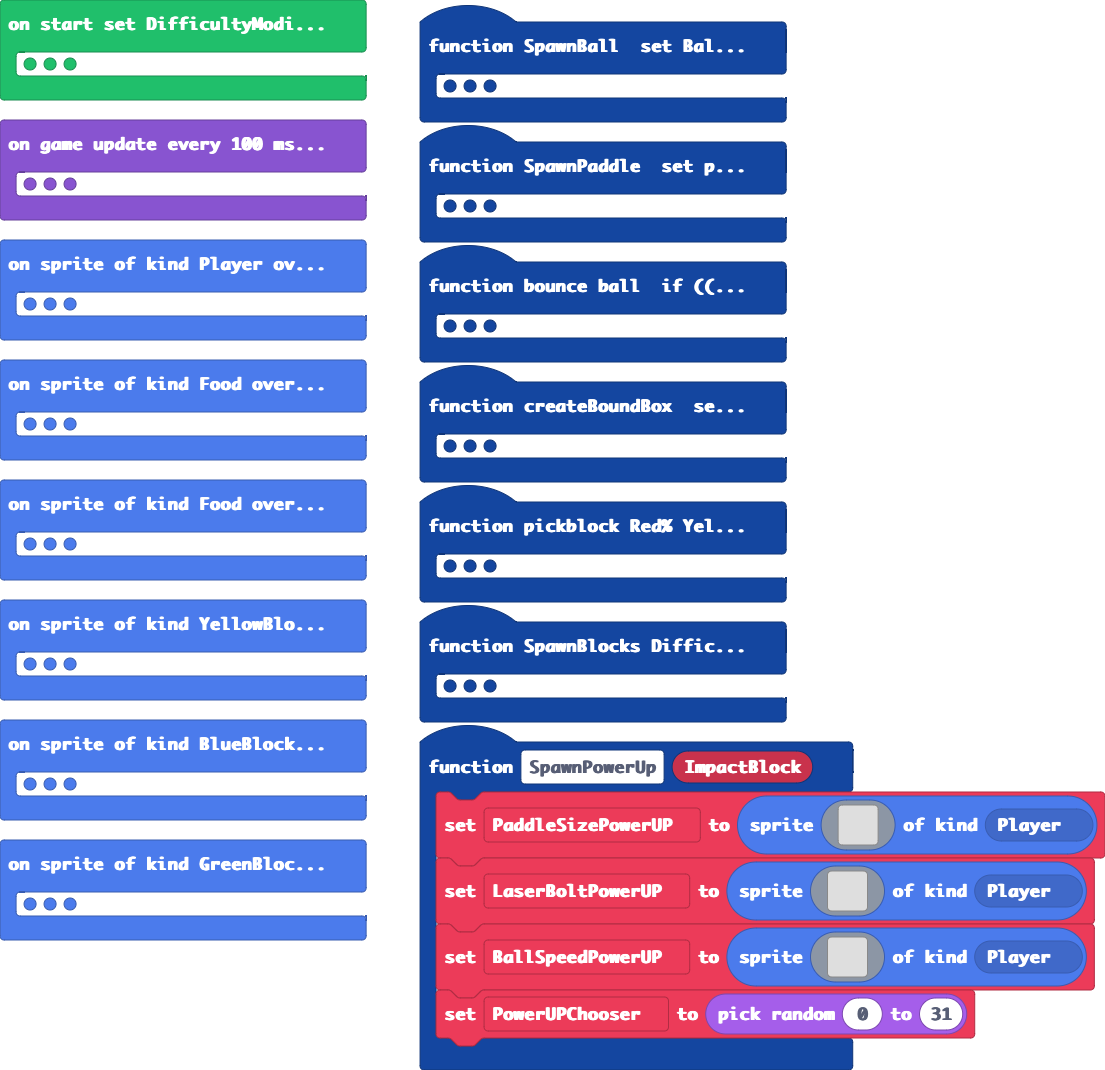 on start set DifficultyModi...
on game update every 100 ms...
on sprite of kind Player ov...
on sprite of kind Food over...
on sprite of kind Food over...
on sprite of kind YellowBlo...
on sprite of kind BlueBlock...
on sprite of kind GreenBloc...
function SpawnBall set Bal...
function SpawnPaddle set p...
function bounce ball if ((...
function createBoundBox se...
function pickblock Red% Yel...
function SpawnBlocks Diffic...
function SpawnPowerUp ImpactBlock
set PaddleSizePowerUP to sprite of kind Player
set LaserBoltPowerUP to sprite of kind Player
set BallSpeedPowerUP to sprite of kind Player
set PowerUPChooser to pick random 0 to 31